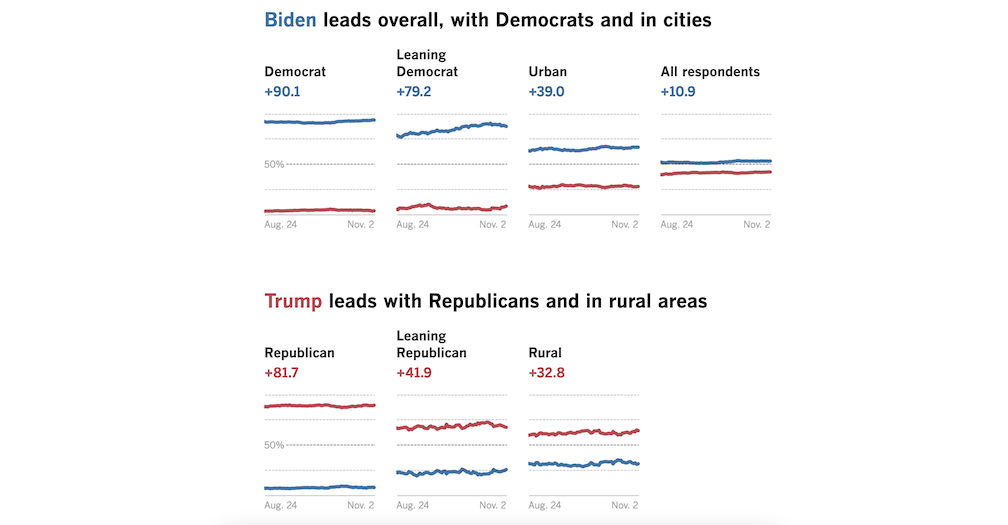 Biden leads overall, with Democrats and in cities
Democrat
+90.1
Leaning
Democrat
+79.2
Urban
+39.0
All respondents
+10.9
50%
Aug. 24 Nov. 2
Aug. 24 Nov. 2
Aug. 24 Nov. 2
Aug. 24 Nov. 2
Trump leads with Republicans and in rural areas
Republican
+81.7
Leaning
Republican
+41.9
Rural
+32.8
50%
Aug. 24 Nov. 2
Aug. 24 Nov. 2
Aug. 24 Nov. 2